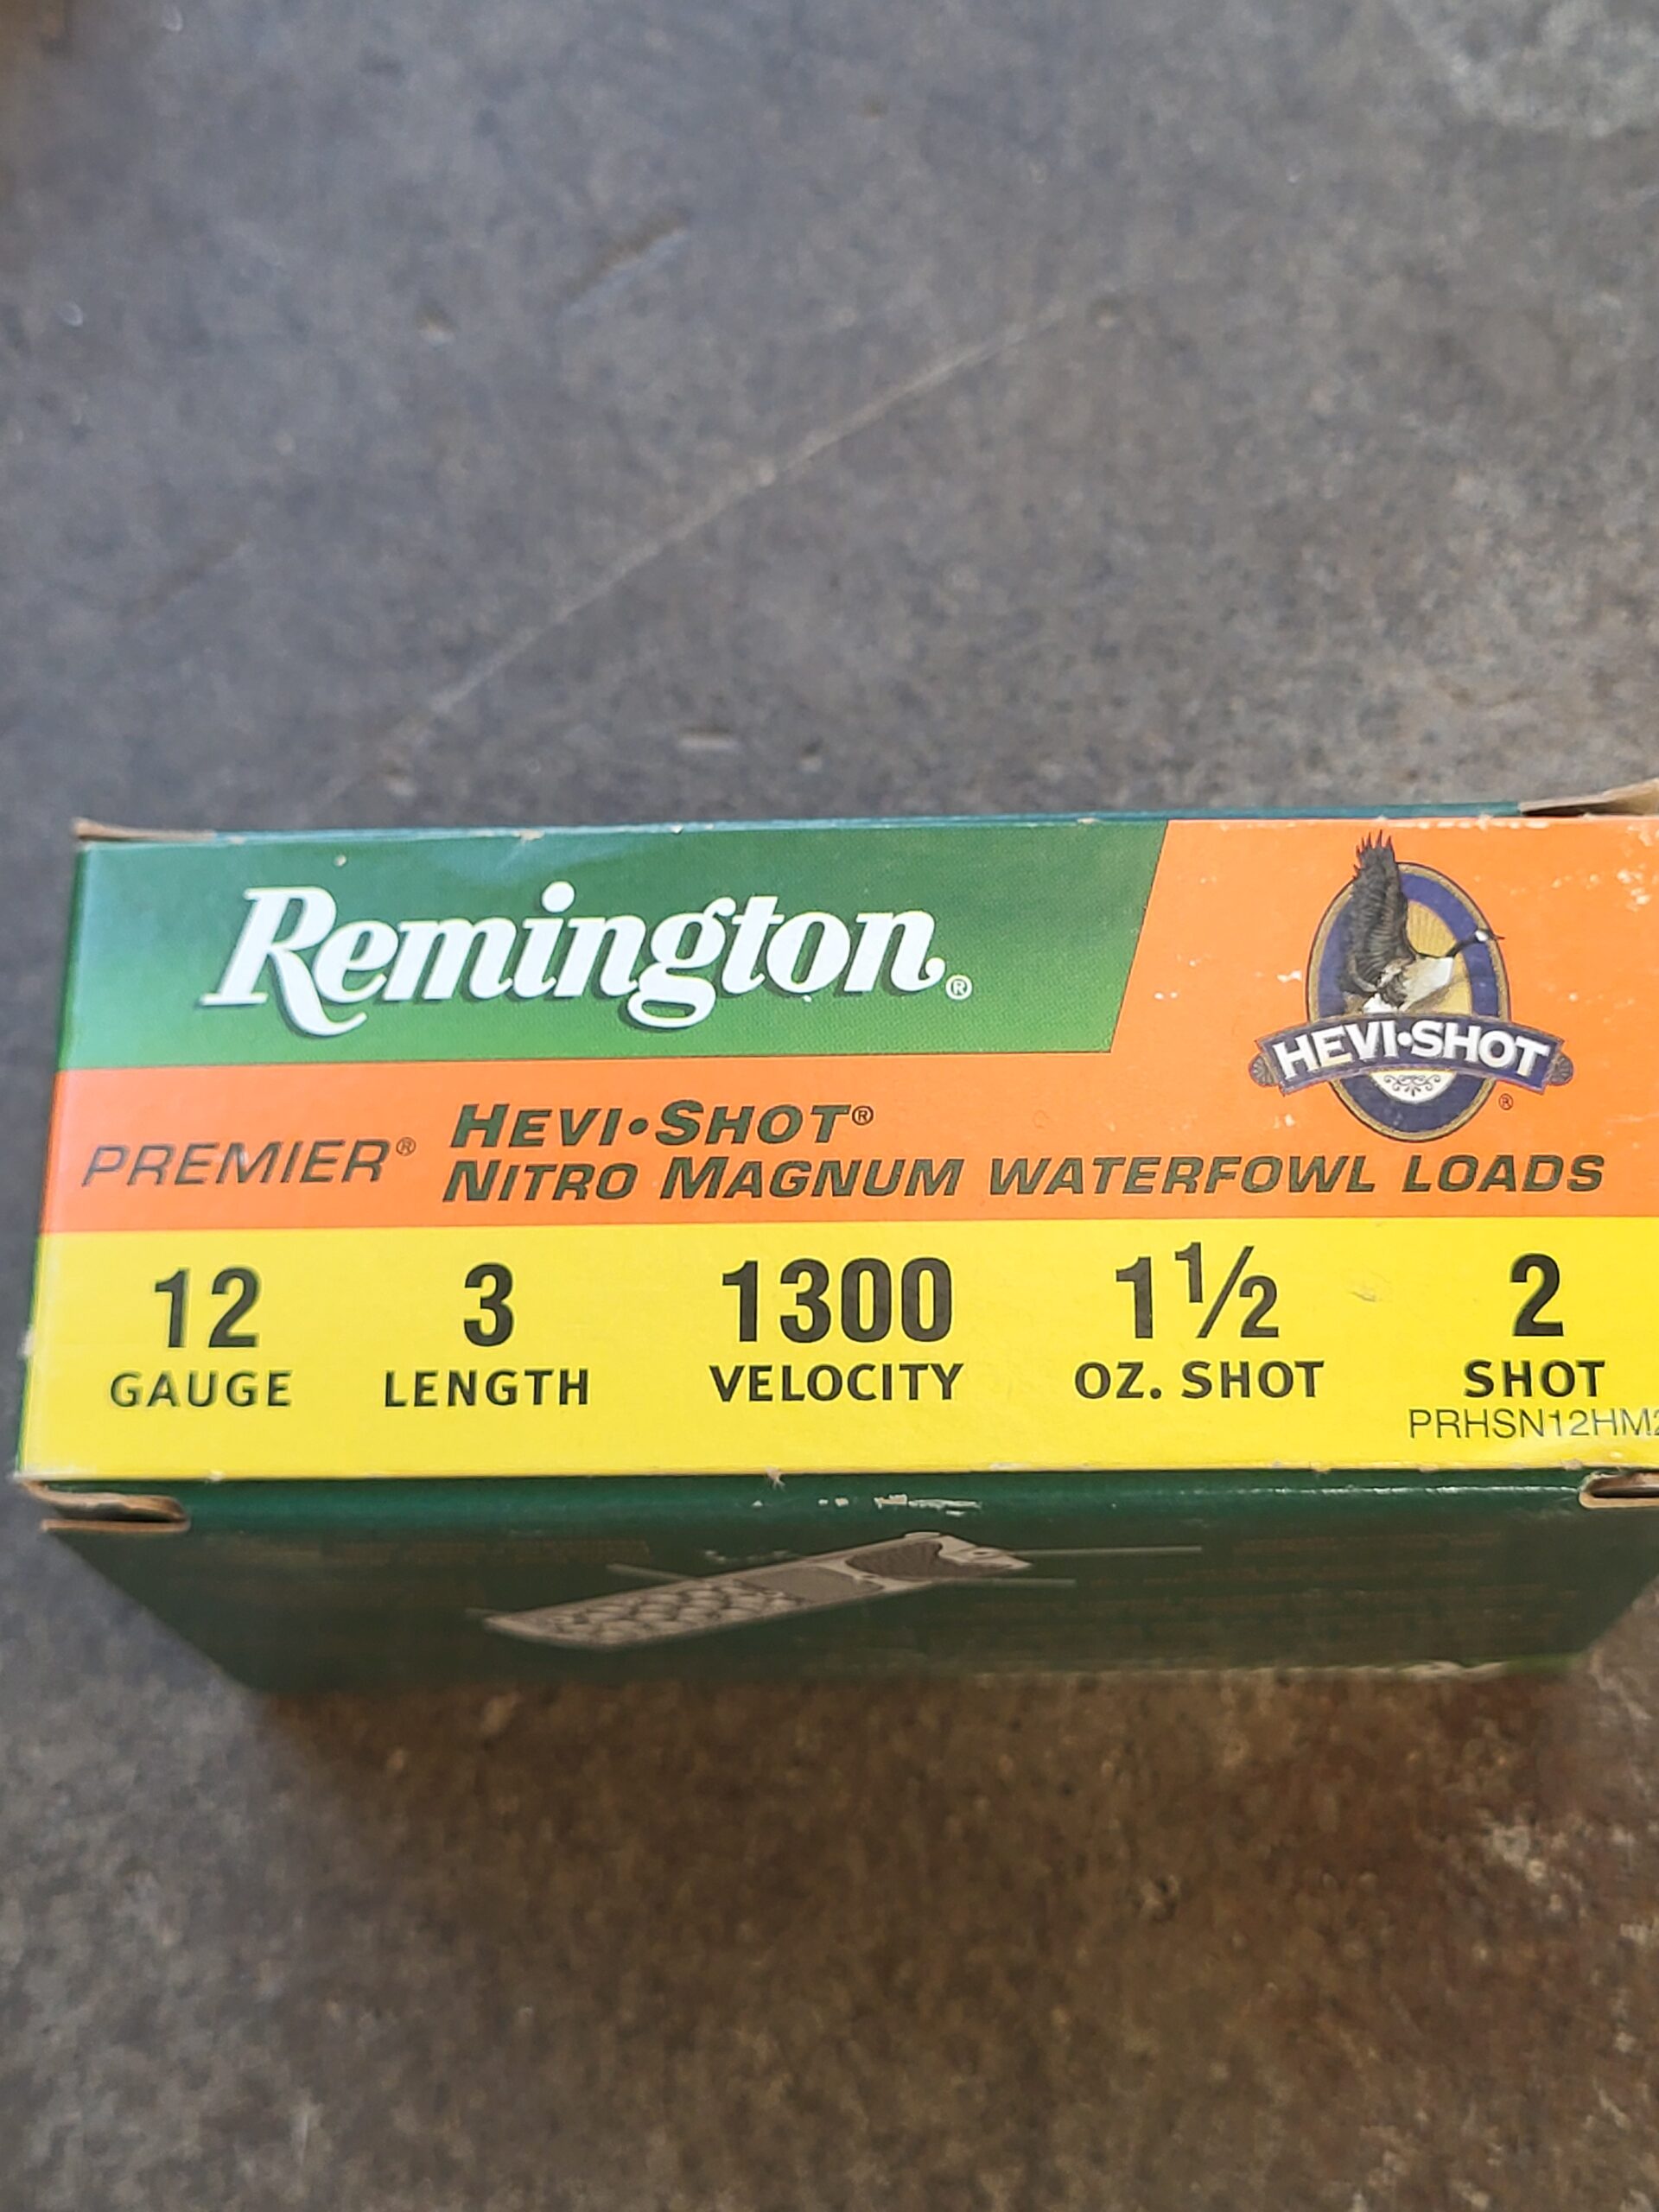 Remington®
HEVI•SHOT
®
PREMIER® HEVI•SHOT®
NITRO MAGNUM WATERFOWL LOADS
12 3 1300 1½ 2
GAUGE LENGTH VELOCITY OZ. SHOT SHOT
PRHSN12HM2